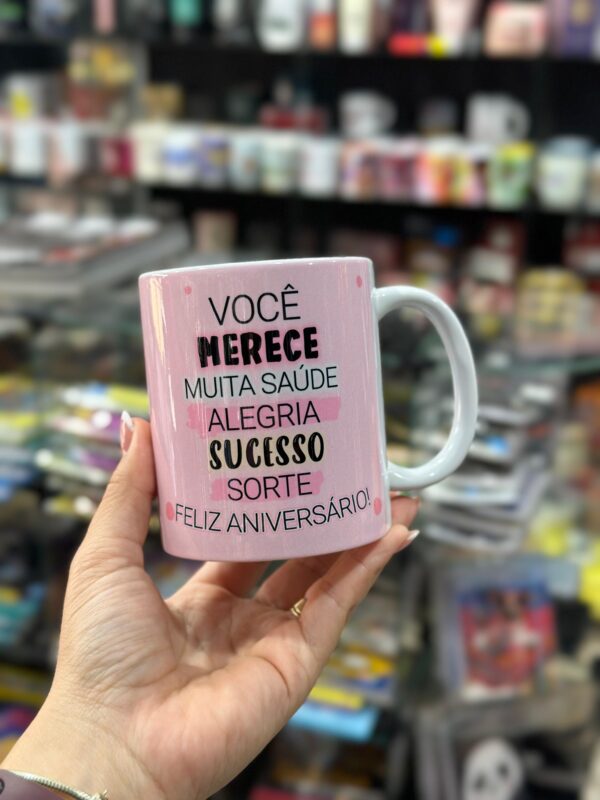 VOCÊ
MERECE
MUITA SAÚDE
ALEGRIA
SUCESSO
SORTE
FELIZ ANIVERSÁRIO!